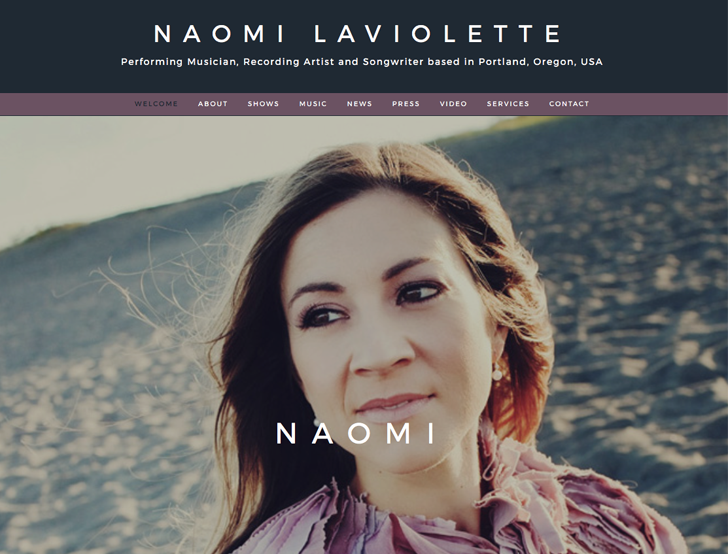 NAOMI LAVIOLETTE
Performing Musician, Recording Artist and Songwriter based in Portland, Oregon, USA
WELCOME ABOUT SHOWS MUSIC NEWS PRESS VIDEO SERVICES CONTACT
NAOMI